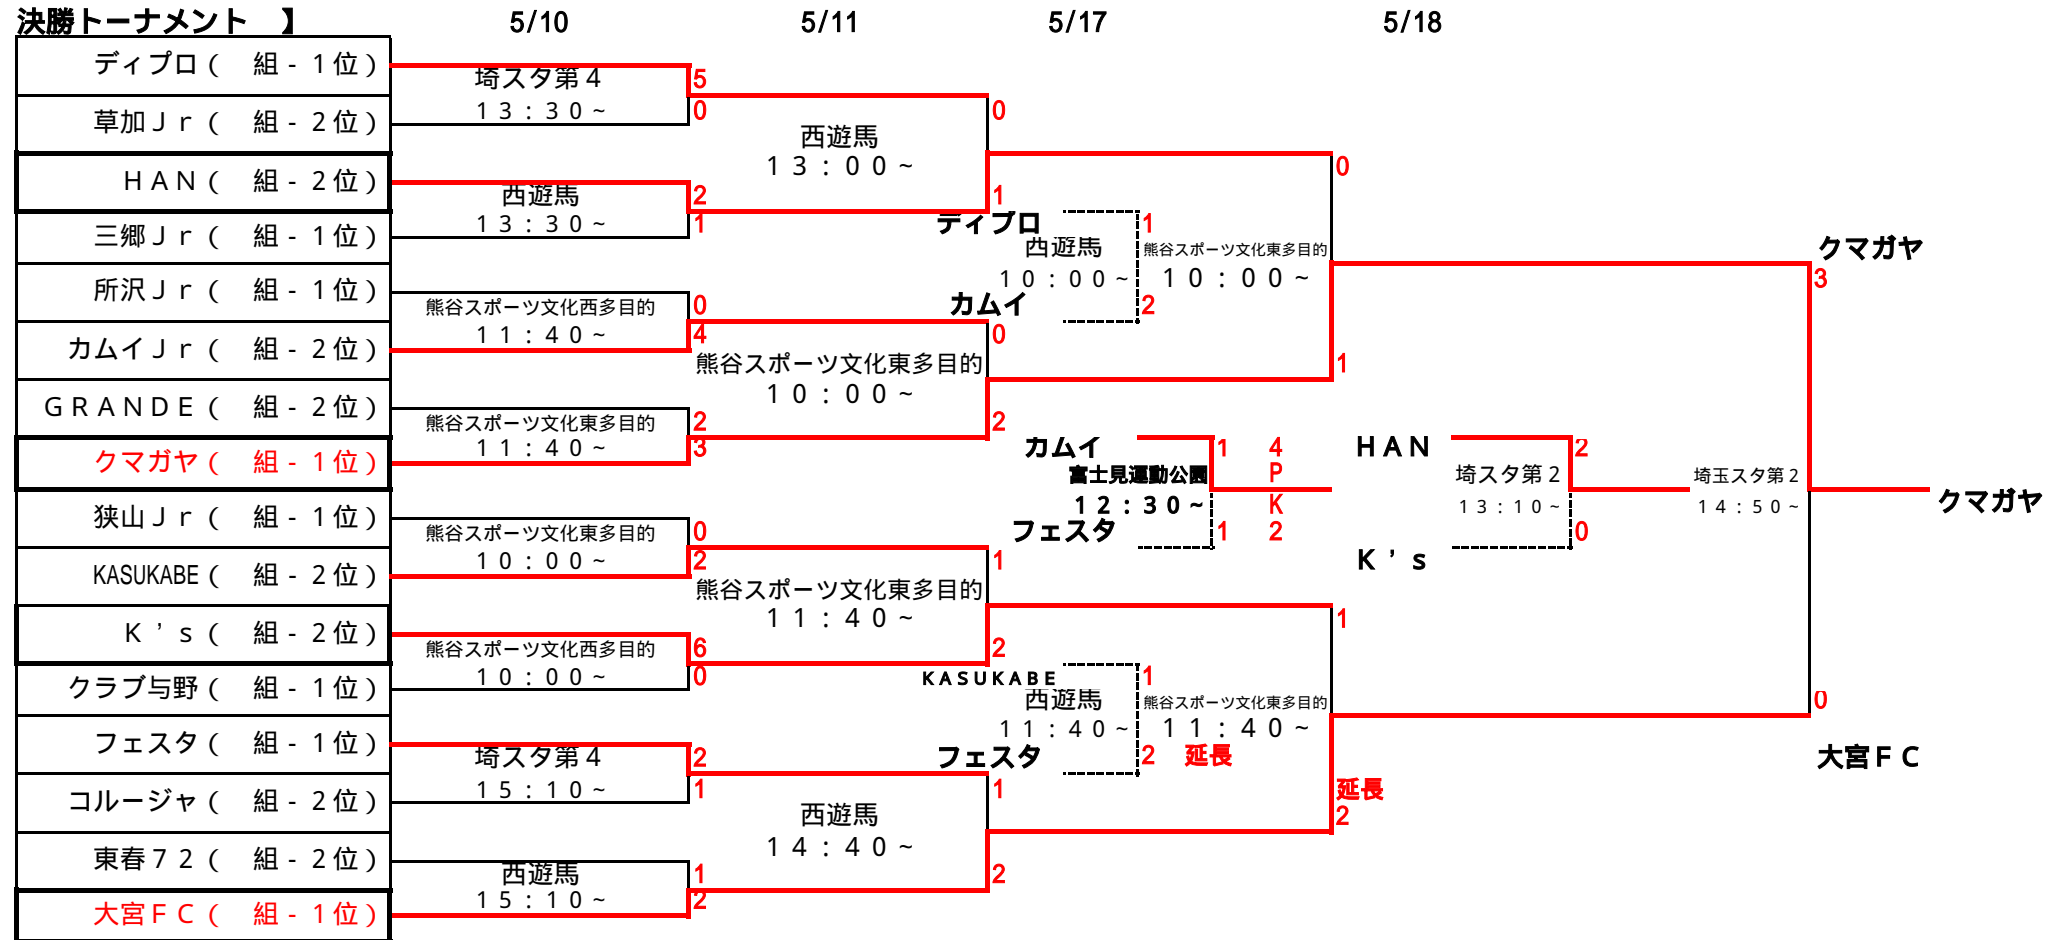 決勝トーナメント 】 5/10 5/11 5/17 5/18
ディプロ( 組-1位)
草加Jr( 組-2位)
HAN( 組-2位)
三郷Jr( 組-1位)
所沢Jr( 組-1位)
カムイJr( 組-2位)
GRANDE( 組-2位)
クマガヤ( 組-1位)
狭山Jr( 組-1位)
KASUKABE( 組-2位)
K's( 組-2位)
クラブ与野( 組-1位)
フェスタ( 組-1位)
コルージャ( 組-2位)
東春72( 組-2位)
大宮FC( 組-1位)
埼スタ第4
13:30~
5
0
西遊馬
13:30~
2
1
熊谷スポーツ文化西多目的
11:40~
0
4
熊谷スポーツ文化東多目的
11:40~
2
3
熊谷スポーツ文化東多目的
10:00~
0
2
熊谷スポーツ文化西多目的
10:00~
6
0
埼スタ第4
15:10~
2
1
西遊馬
15:10~
1
2
西遊馬
13:00~
0
1
熊谷スポーツ文化東多目的
10:00~
0
2
熊谷スポーツ文化東多目的
11:40~
1
2
西遊馬
14:40~
1
2
ディプロ
西遊馬
10:00~
カムイ
1
2
熊谷スポーツ文化東多目的
10:00~
0
1
カムイ
富士見運動公園
12:30~
フェスタ
1
1
4
P
K
2
KASUKABE
西遊馬
11:40~
フェスタ
1
2
延長
熊谷スポーツ文化東多目的
11:40~
1
延長
2
HAN
埼スタ第2
13:10~
K's
2
0
クマガヤ
3
埼玉スタ第2
14:50~
クマガヤ
0
大宮FC